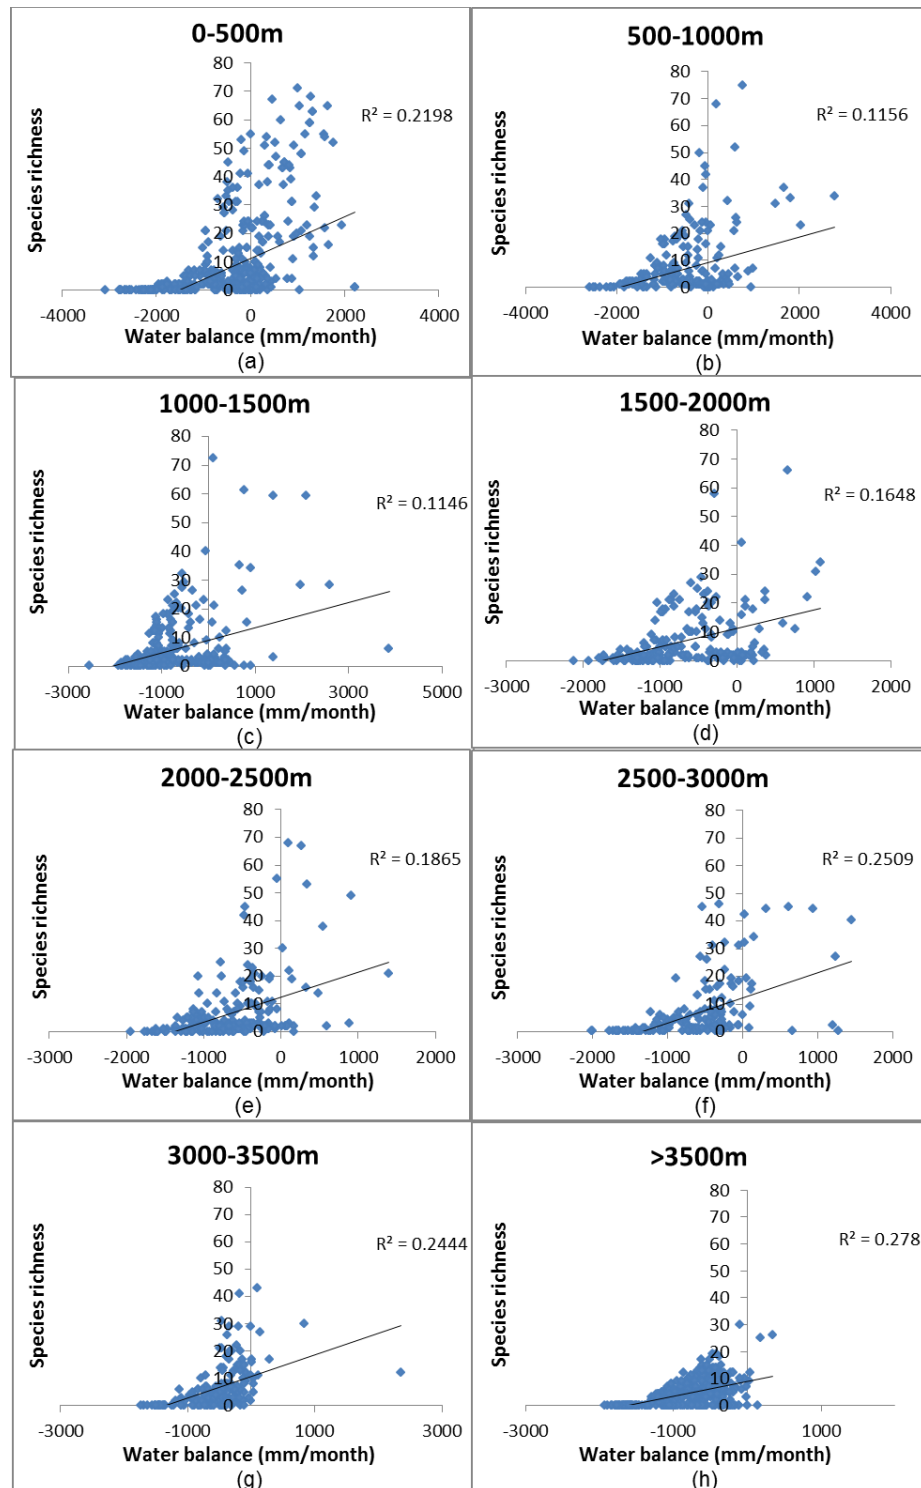 0-500m
Species richness
80
70
60
50
40
30
20
10
0
R² = 0.2198
-4000 -2000 0 2000 4000
Water balance (mm/month)
(a)
500-1000m
Species richness
80
70
60
50
40
30
20
10
0
R² = 0.1156
-4000 -2000 0 2000 4000
Water balance (mm/month)
(b)
1000-1500m
Species richness
80
70
60
50
40
30
20
10
0
R² = 0.1146
-3000 -1000 1000 3000 5000
Water balance (mm/month)
(c)
1500-2000m
Species richness
80
70
60
50
40
30
20
10
0
R² = 0.1648
-3000 -2000 -1000 0 1000 2000
Water balance (mm/month)
(d)
2000-2500m
Species richness
80
70
60
50
40
30
20
10
0
R² = 0.1865
-3000 -2000 -1000 0 1000 2000
Water balance (mm/month)
(e)
2500-3000m
Species richness
80
70
60
50
40
30
20
10
0
R² = 0.2509
-3000 -2000 -1000 0 1000 2000
Water balance (mm/month)
(f)
3000-3500m
Species richness
80
70
60
50
40
30
20
10
0
R² = 0.2444
-3000 -1000 1000 3000
Water balance (mm/month)
(g)
>3500m
Species richness
80
70
60
50
40
30
20
10
0
R² = 0.278
-3000 -1000 1000
Water balance (mm/month)
(h)